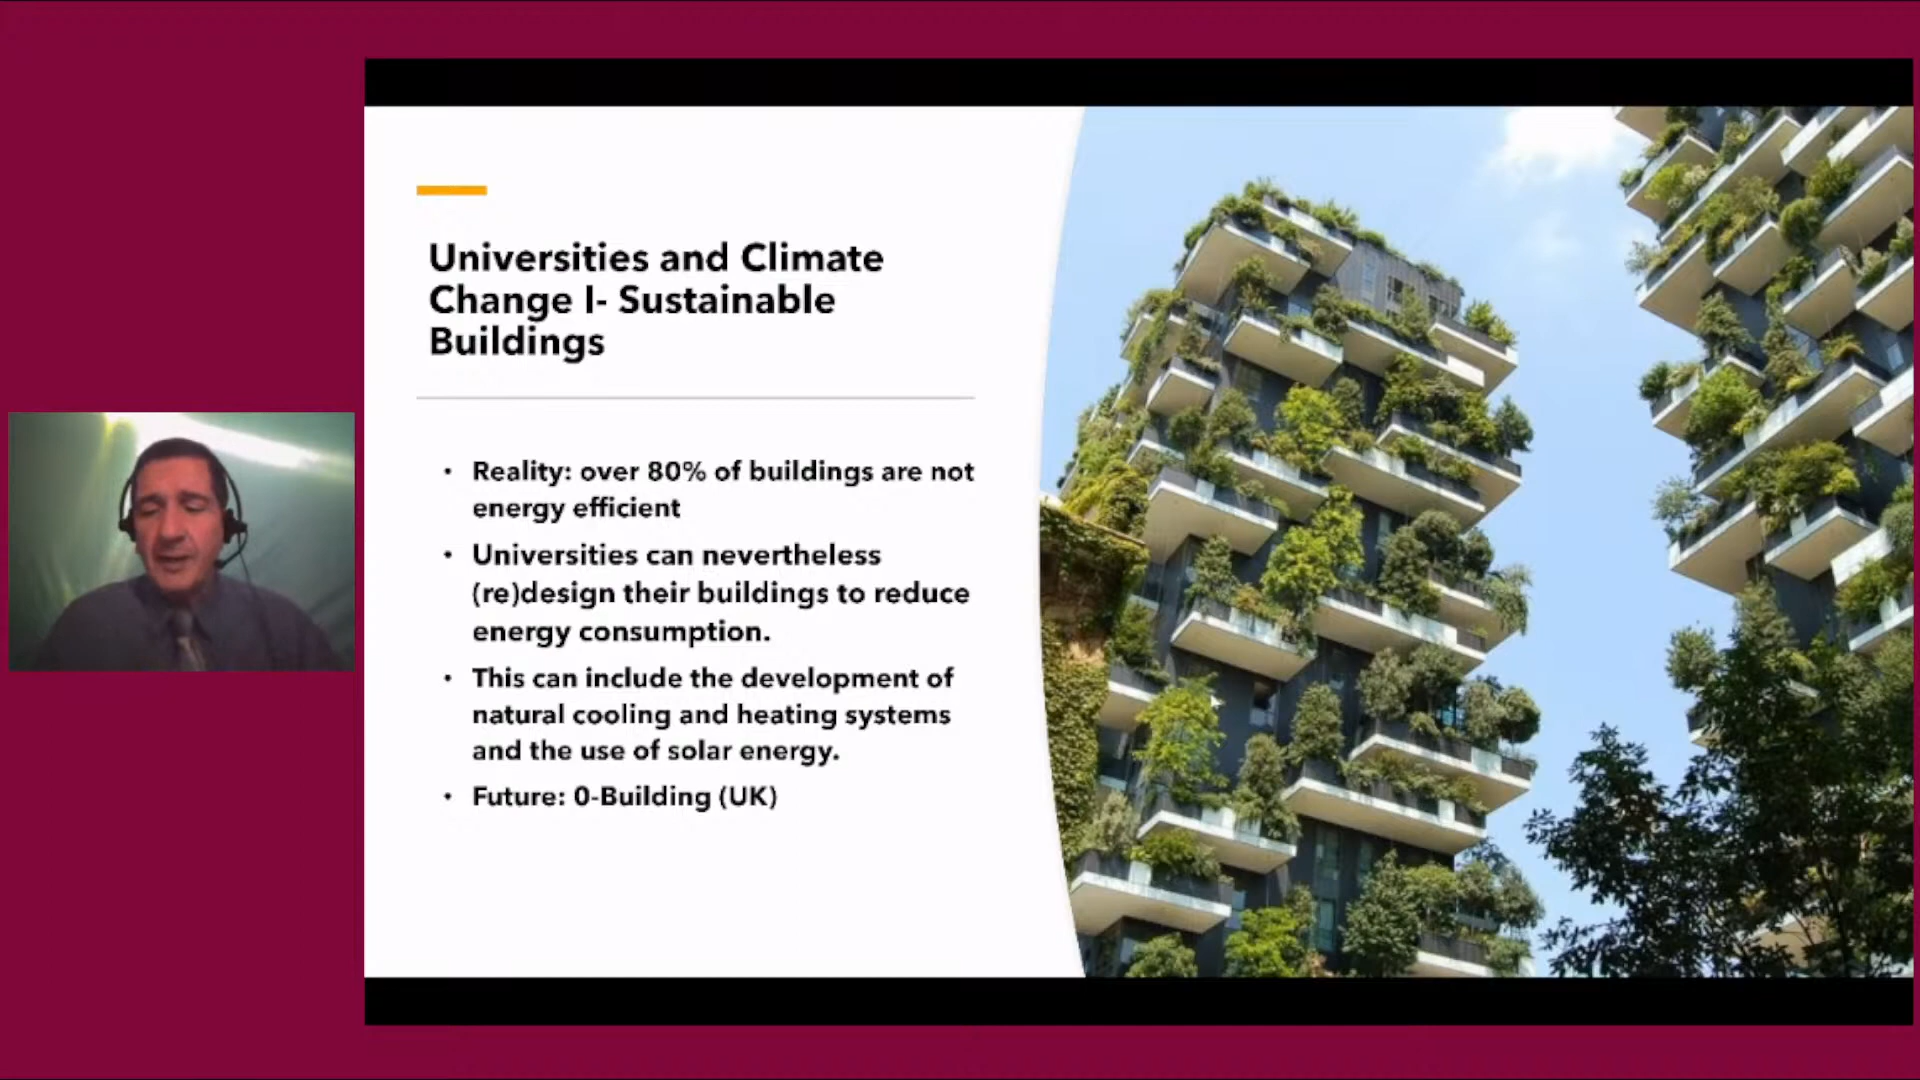 Universities and Climate
Change I- Sustainable
Buildings
• Reality: over 80% of buildings are not
energy efficient
• Universities can nevertheless
(re)design their buildings to reduce
energy consumption.
• This can include the development of
natural cooling and heating systems
and the use of solar energy.
• Future: 0-Building (UK)